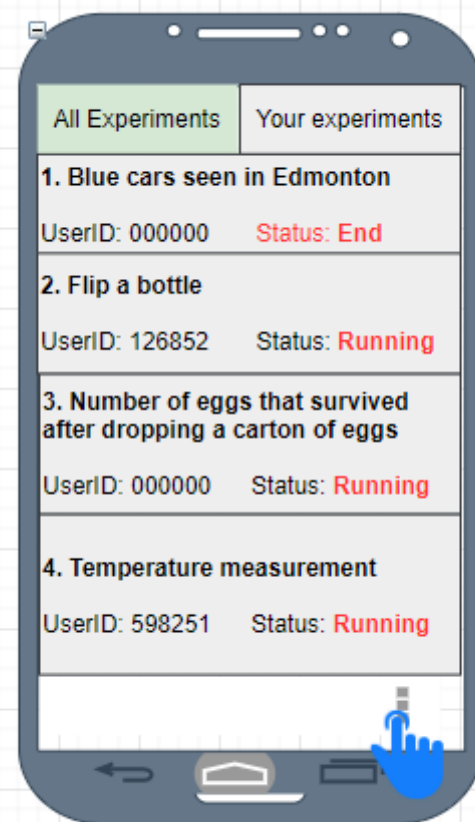 All Experiments Your experiments
1. Blue cars seen in Edmonton
UserID: 000000 Status: End
2. Flip a bottle
UserID: 126852 Status: Running
3. Number of eggs that survived
after dropping a carton of eggs
UserID: 000000 Status: Running
4. Temperature measurement
UserID: 598251 Status: Running